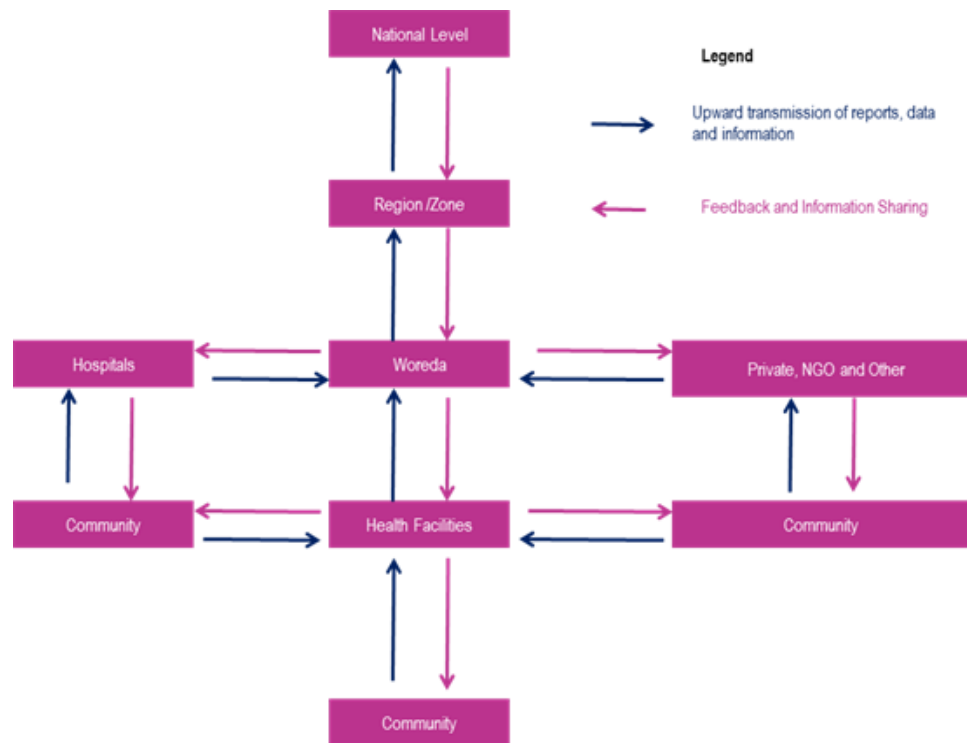 National Level
Legend
Upward transmission of reports, data
and information
Region /Zone
Feedback and Information Sharing
Hospitals
Woreda
Private, NGO and Other
Community
Health Facilities
Community
Community